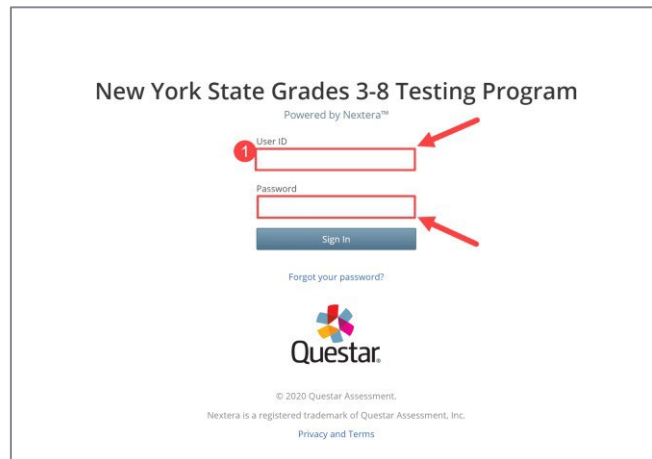 New York State Grades 3-8 Testing Program
Powered by Nextera™
User ID
1
Password
Sign In
Forgot your password?
Questar.
© 2020 Questar Assessment.
Nextera is a registered trademark of Questar Assessment, Inc.
Privacy and Terms